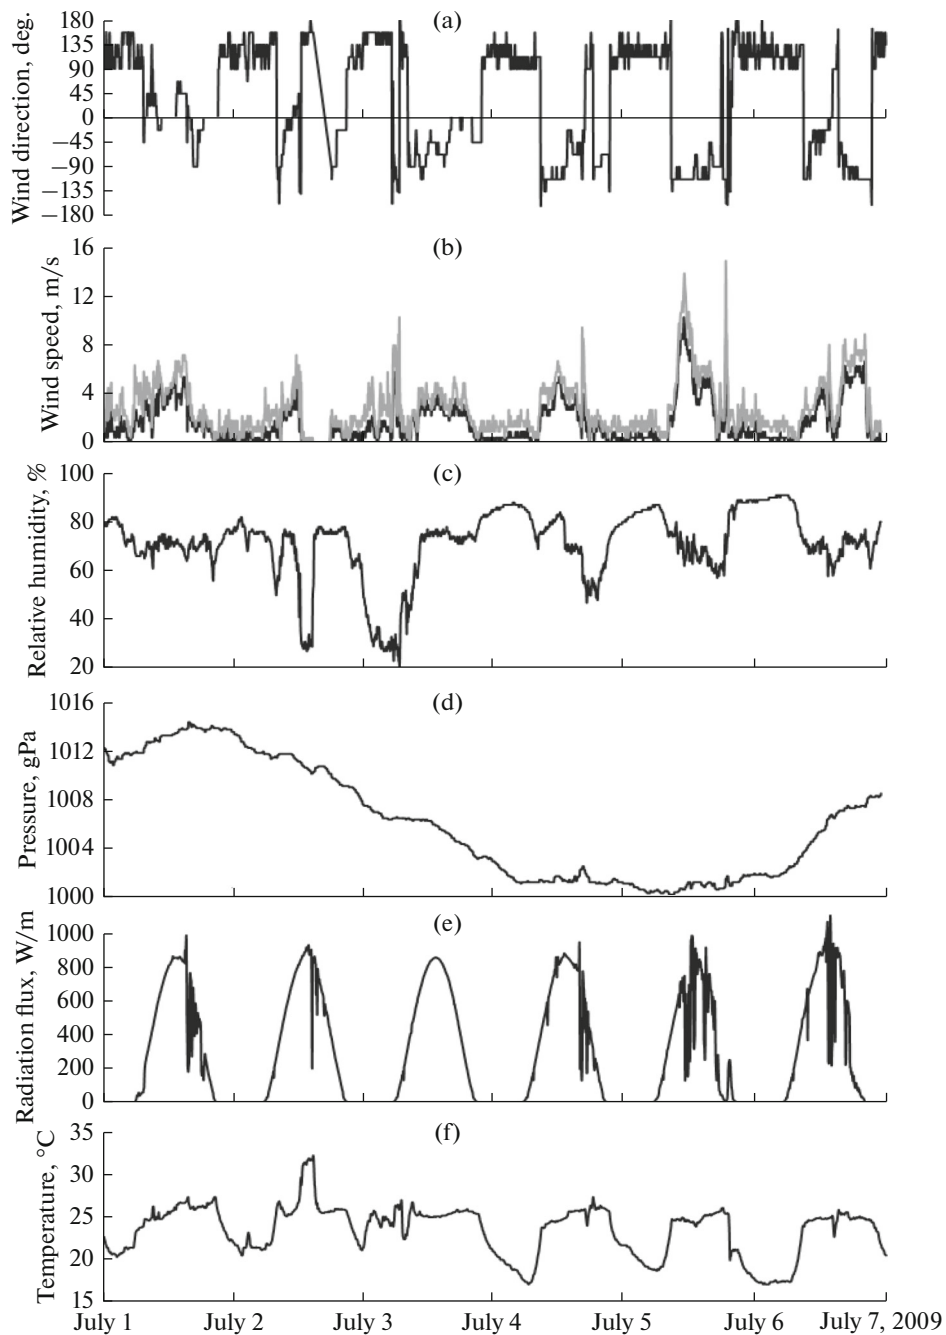 (a)
Wind direction, deg.
180
135
90
45
0
−45
−90
−135
−180
(b)
Wind speed, m/s
16
12
8
4
0
(c)
Relative humidity, %
100
80
60
40
20
(d)
Pressure, gPa
1016
1012
1008
1004
1000
(e)
Radiation flux, W/m
1000
800
600
400
200
0
(f)
Temperature, °C
35
30
25
20
15
July 1 July 2 July 3 July 4 July 5 July 6 July 7, 2009